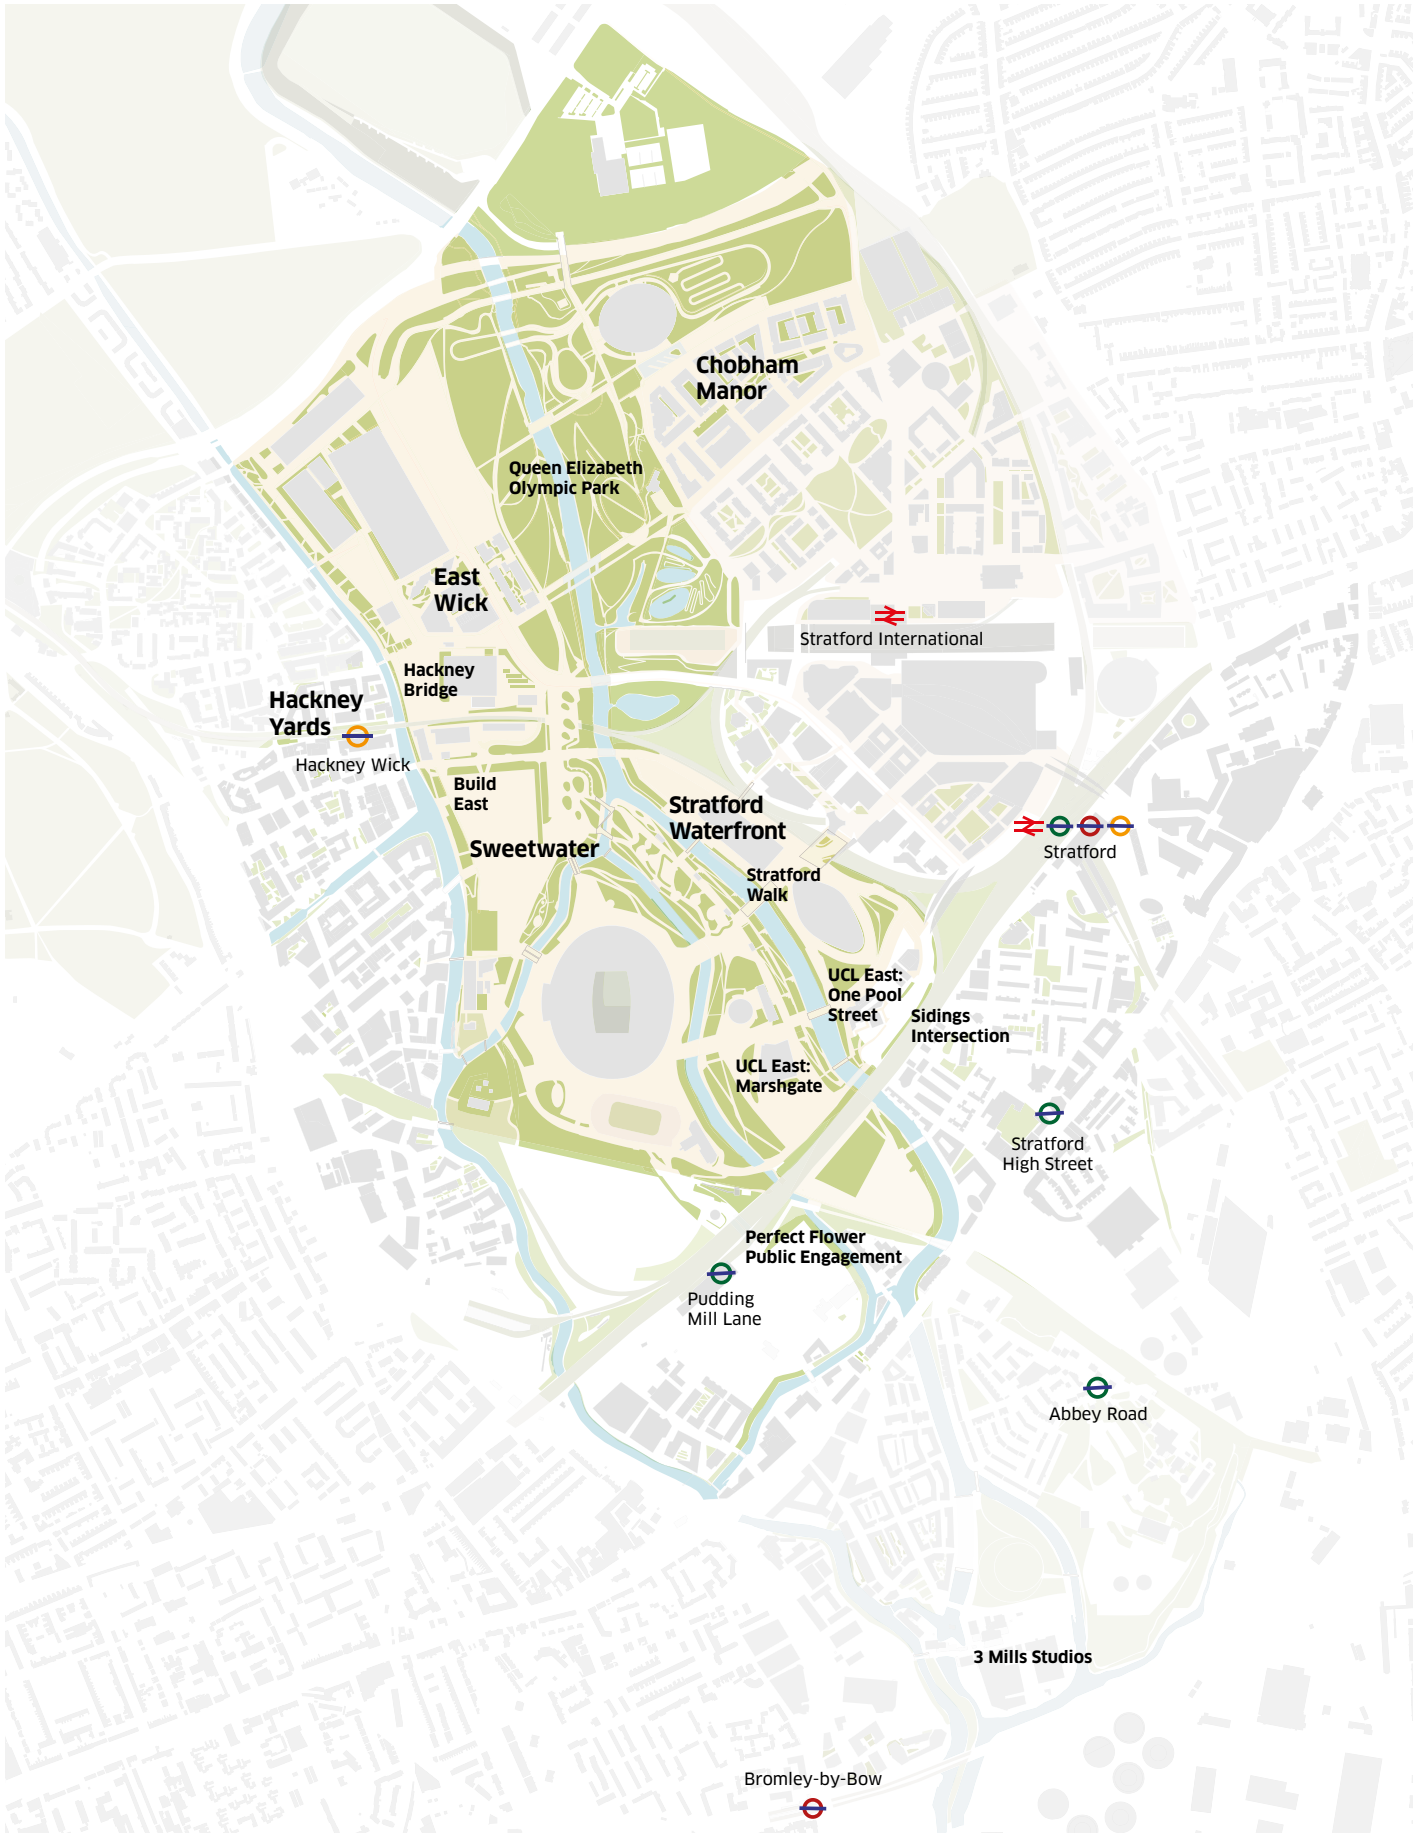 Chobham
Manor
Queen Elizabeth
Olympic Park
East
Wick
Stratford International
Hackney
Bridge
Hackney
Yards
Hackney Wick
Build
East
Stratford
Waterfront
Sweetwater
Stratford
Stratford
Walk
UCL East:
One Pool
Street
Sidings
Intersection
UCL East:
Marshgate
Stratford
High Street
Perfect Flower
Public Engagement
Pudding
Mill Lane
Abbey Road
3 Mills Studios
Bromley-by-Bow